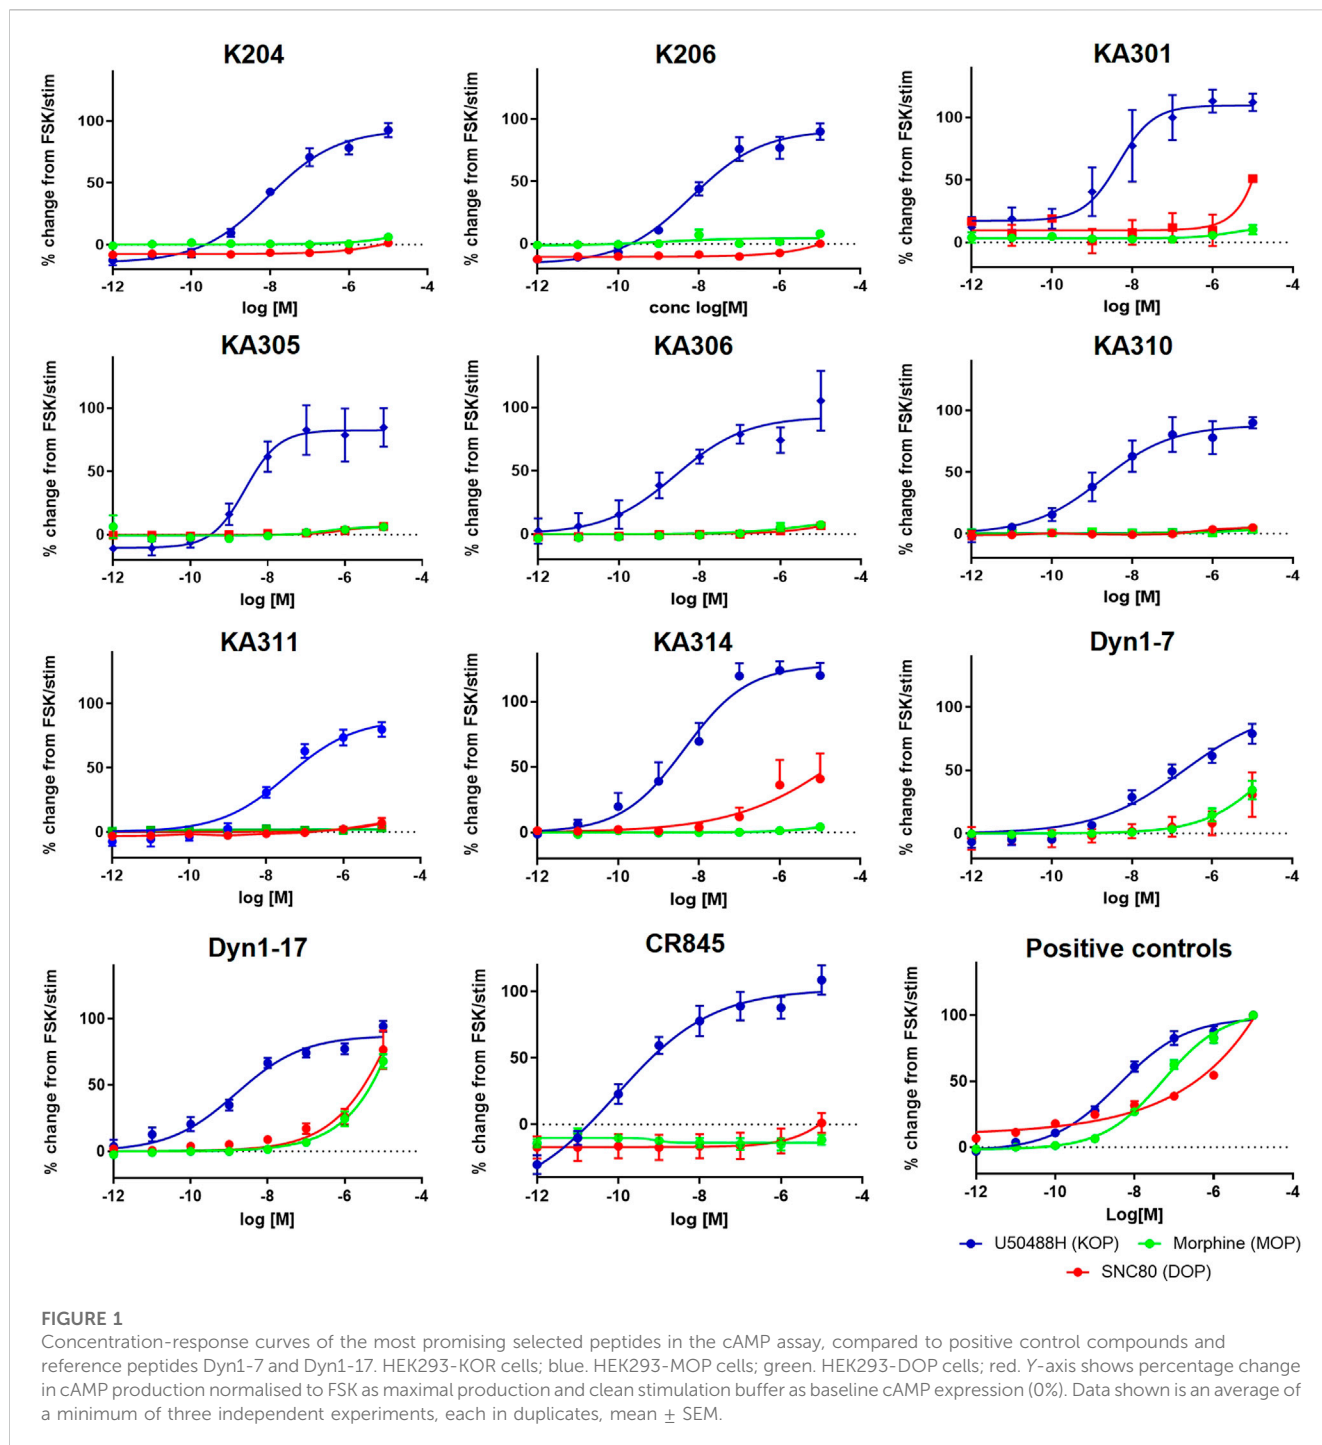 K204
% change from FSK/stim
100
50
0
-12 -10 -8 -6 -4
log [M]
K206
% change from FSK/stim
100
50
0
-12 -10 -8 -6 -4
conc log[M]
KA301
% change from FSK/stim
100
50
0
-12 -10 -8 -6 -4
log [M]
KA305
% change from FSK/stim
100
50
0
-12 -10 -8 -6 -4
log [M]
KA306
% change from FSK/stim
100
50
0
-12 -10 -8 -6 -4
log [M]
KA310
% change from FSK/stim
100
50
0
-12 -10 -8 -6 -4
log [M]
KA311
% change from FSK/stim
100
50
0
-12 -10 -8 -6 -4
log [M]
KA314
% change from FSK/stim
100
50
0
-12 -10 -8 -6 -4
log [M]
Dyn1-7
% change from FSK/stim
100
50
0
-12 -10 -8 -6 -4
log [M]
Dyn1-17
% change from FSK/stim
100
50
0
-12 -10 -8 -6 -4
log [M]
CR845
% change from FSK/stim
100
50
0
-12 -10 -8 -6 -4
log [M]
Positive controls
% change from FSK/stim
100
50
0
-12 -10 -8 -6 -4
Log[M]
U50488H (KOP) Morphine (MOP)
SNC80 (DOP)
FIGURE 1
Concentration-response curves of the most promising selected peptides in the cAMP assay, compared to positive control compounds and
reference peptides Dyn1-7 and Dyn1-17. HEK293-KOR cells; blue. HEK293-MOP cells; green. HEK293-DOP cells; red. Y-axis shows percentage change
in cAMP production normalised to FSK as maximal production and clean stimulation buffer as baseline cAMP expression (0%). Data shown is an average of
a minimum of three independent experiments, each in duplicates, mean ± SEM.